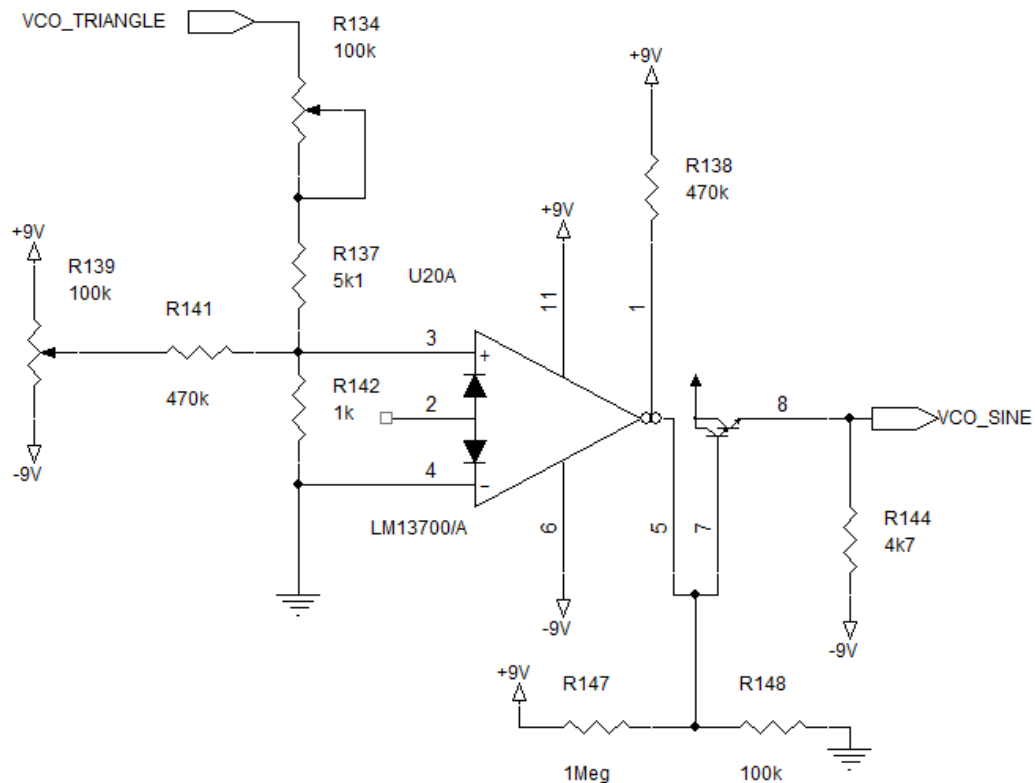 VCO_TRIANGLE
R134
100k
+9V
R138
470k
+9V
+9V
R139
100k
R137
5k1
U20A
R141
11
1
3
+
470k
R142
1k
2
8
VCO_SINE
-9V
4
−
LM13700/A
6
5
7
R144
4k7
-9V
-9V
+9V
R147
R148
1Meg
100k